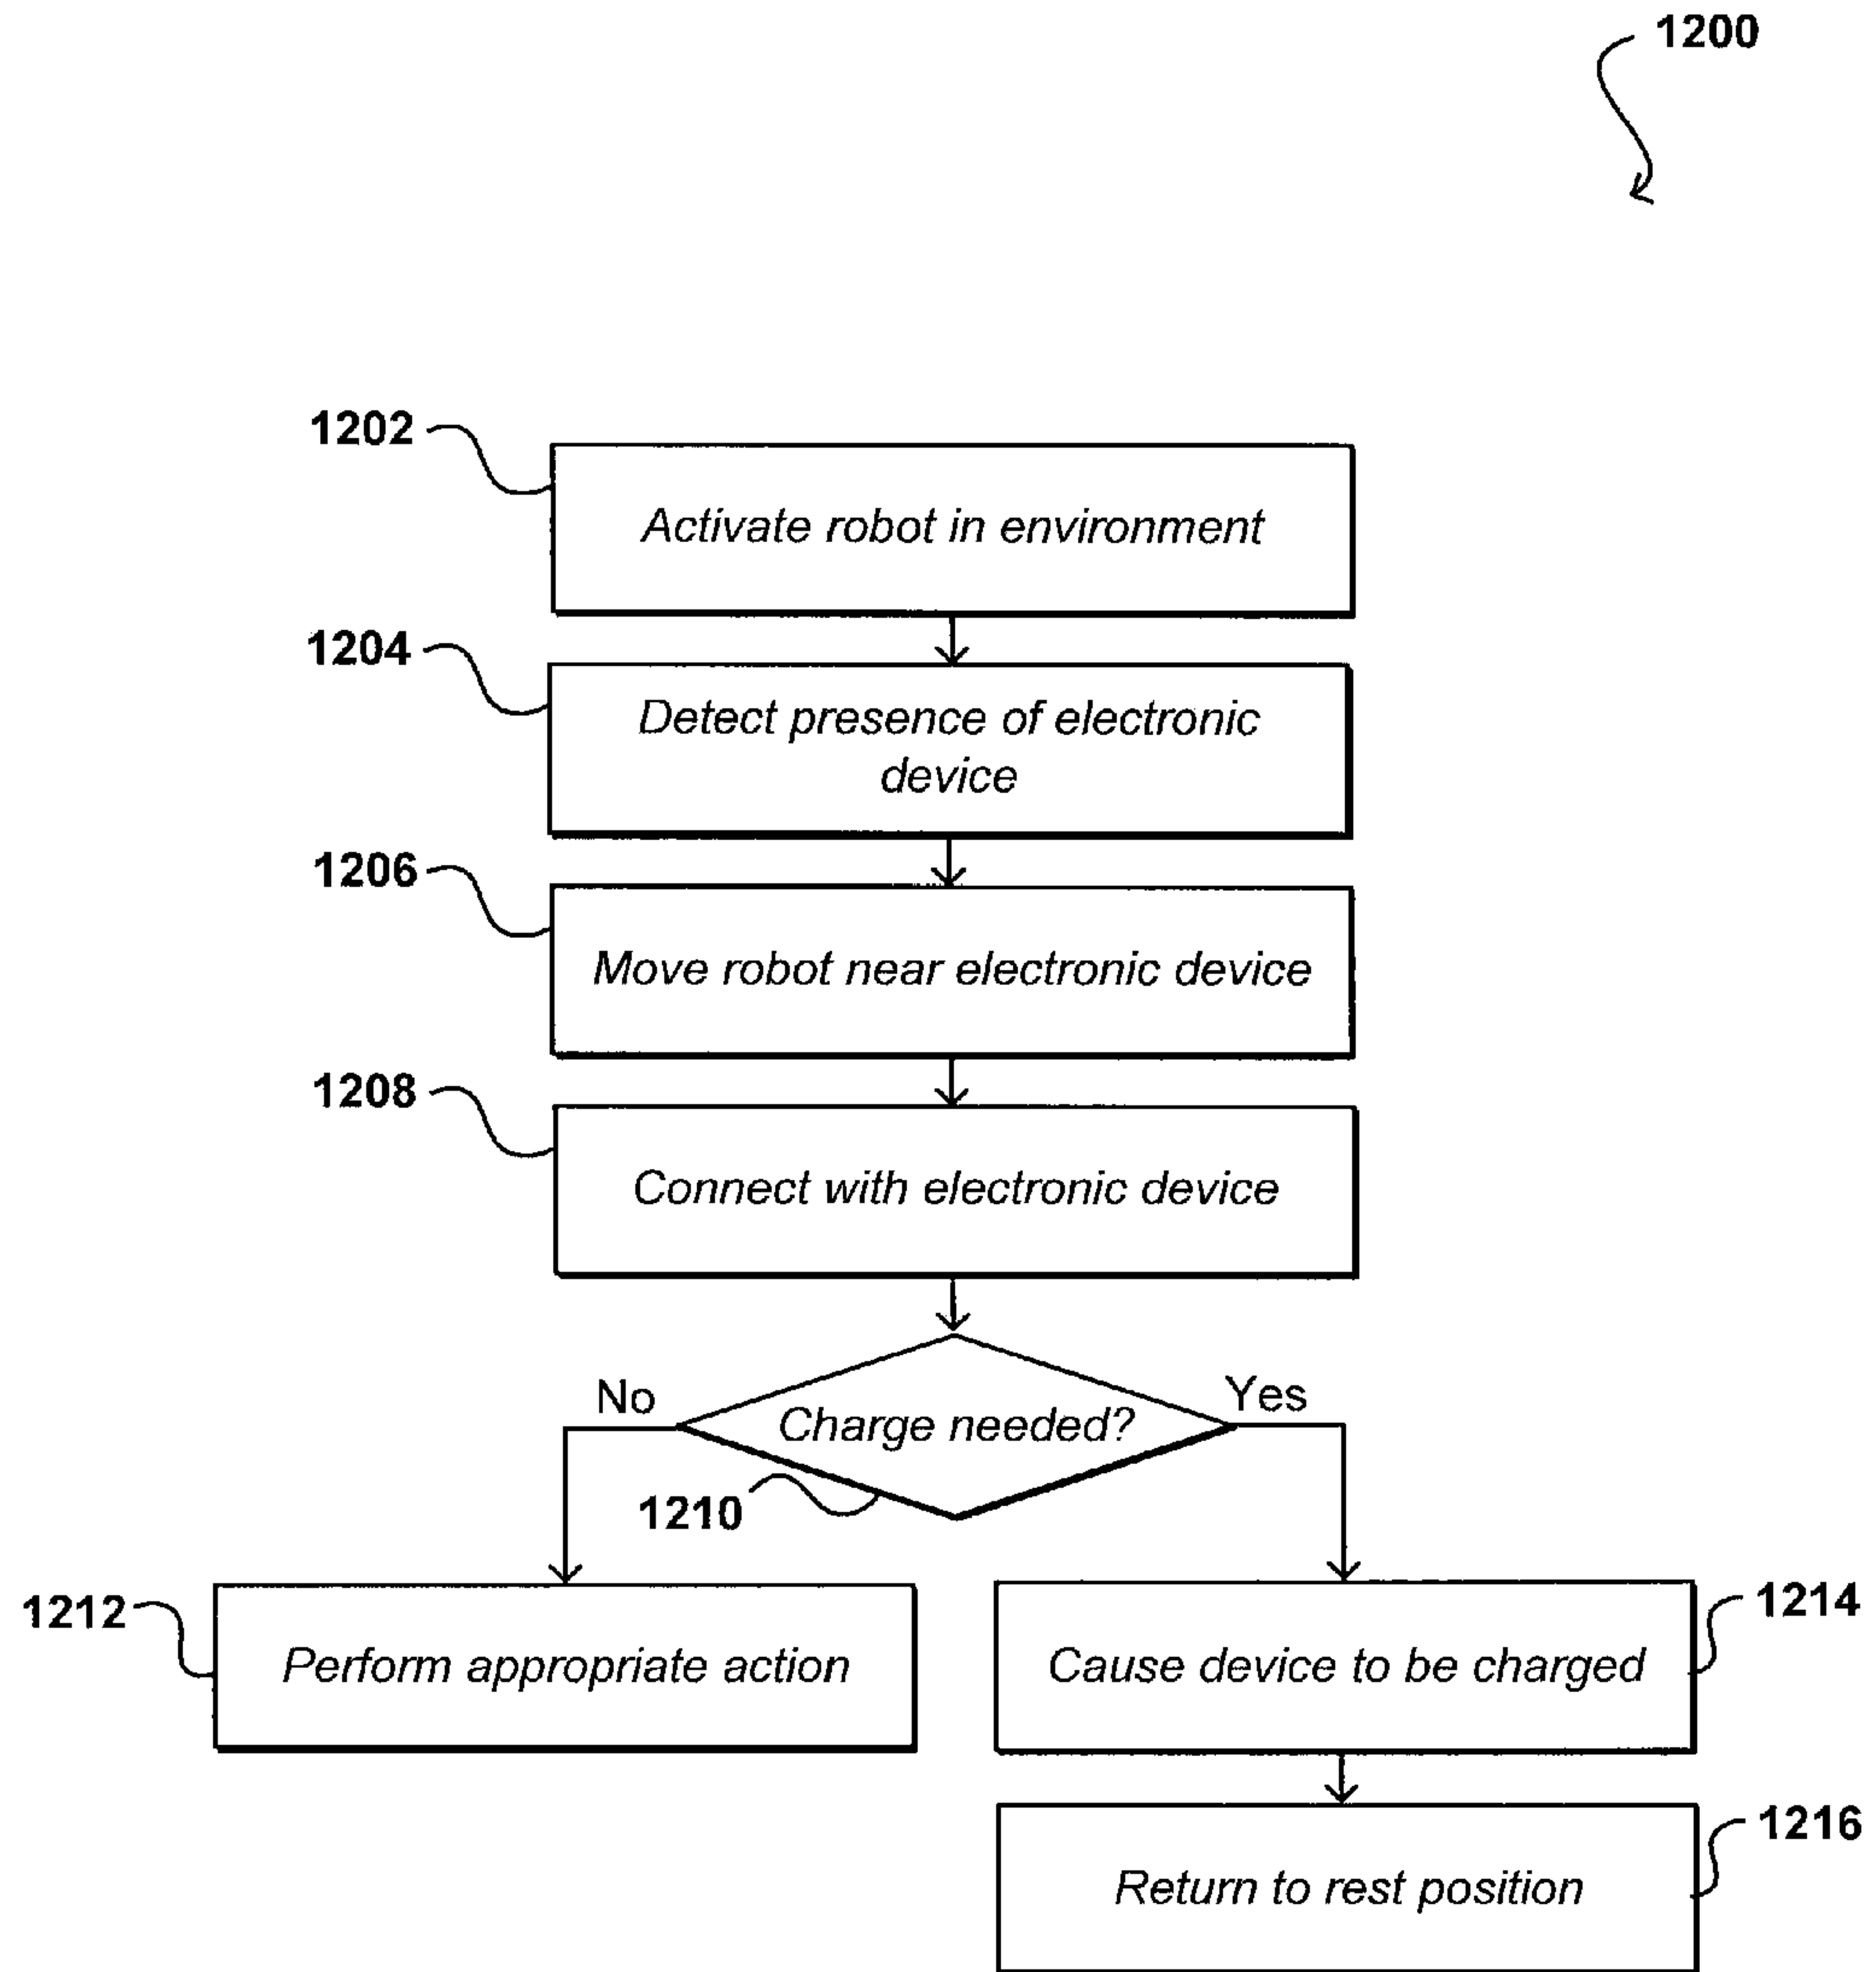 1200
1202
Activate robot in environment
1204
Detect presence of electronic
device
1206
Move robot near electronic device
1208
Connect with electronic device
No
Charge needed?
Yes
1210
1212
Perform appropriate action
1214
Cause device to be charged
1216
Return to rest position